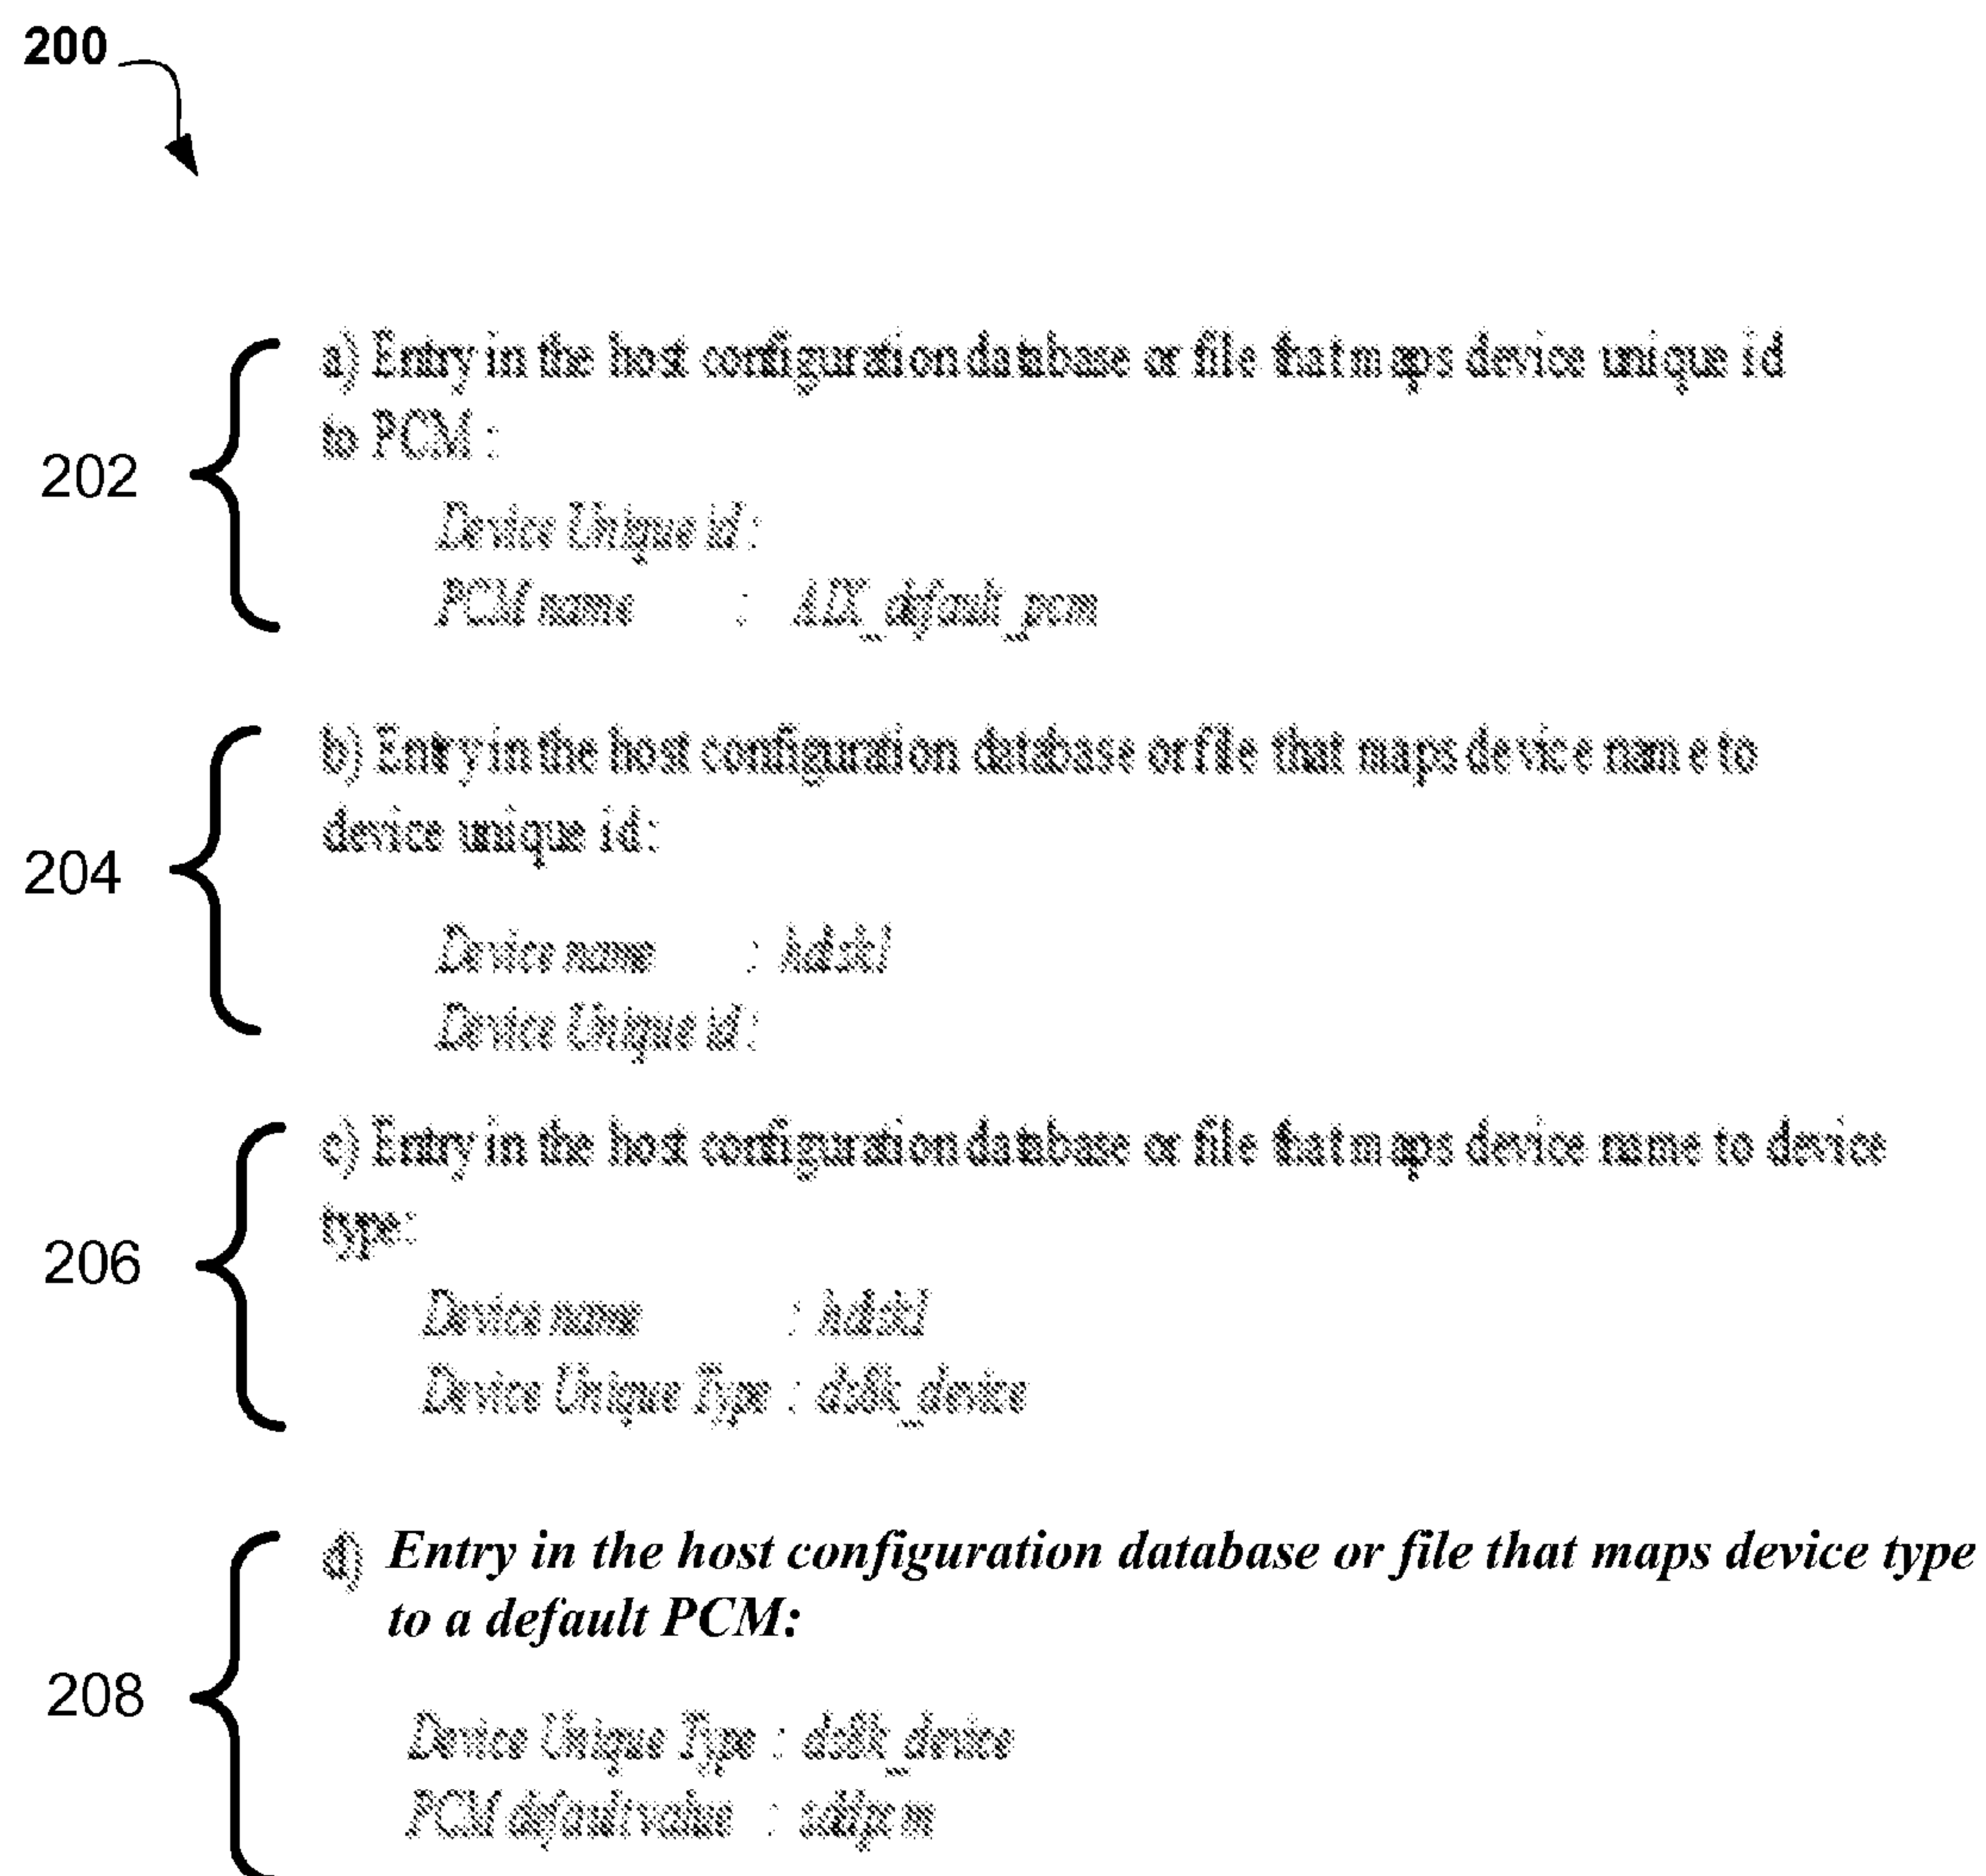 200
202
a) Entry in the host configuration database or file that maps device unique id
to PCM :
Device Unique id :
PCM name : AIX_default_pcm
204
b) Entry in the host configuration database or file that maps device name to
device unique id:
Device name : hdisk1
Device Unique id :
206
c) Entry in the host configuration database or file that maps device name to device
type:
Device name : hdisk1
Device Unique Type : ds8k_device
208
d) Entry in the host configuration database or file that maps device type
to a default PCM:
Device Unique Type : ds8k_device
PCM default value : sddpcm